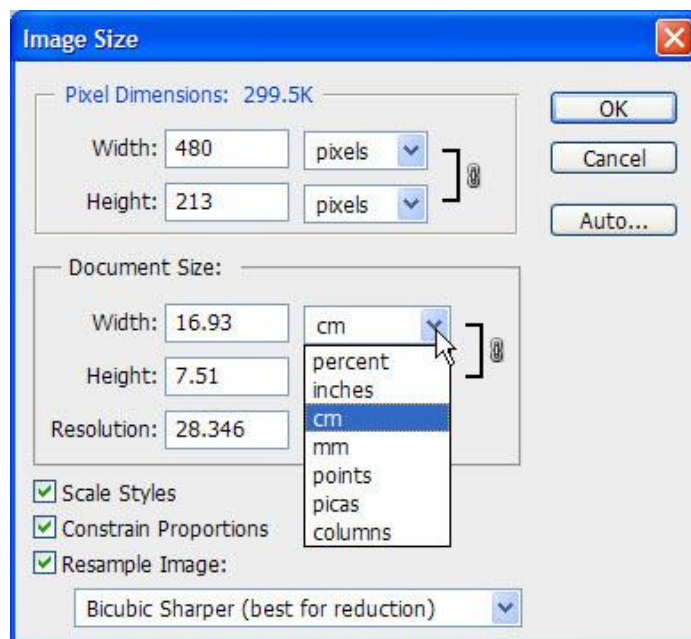 Image Size
Pixel Dimensions: 299.5K
OK
Width: 480 pixels
Cancel
Height: 213 pixels
Auto...
Document Size:
Width: 16.93 cm
percent
Height: 7.51
inches
cm
Resolution: 28.346
mm
points
picas
columns
Scale Styles
Constrain Proportions
Resample Image:
Bicubic Sharper (best for reduction)